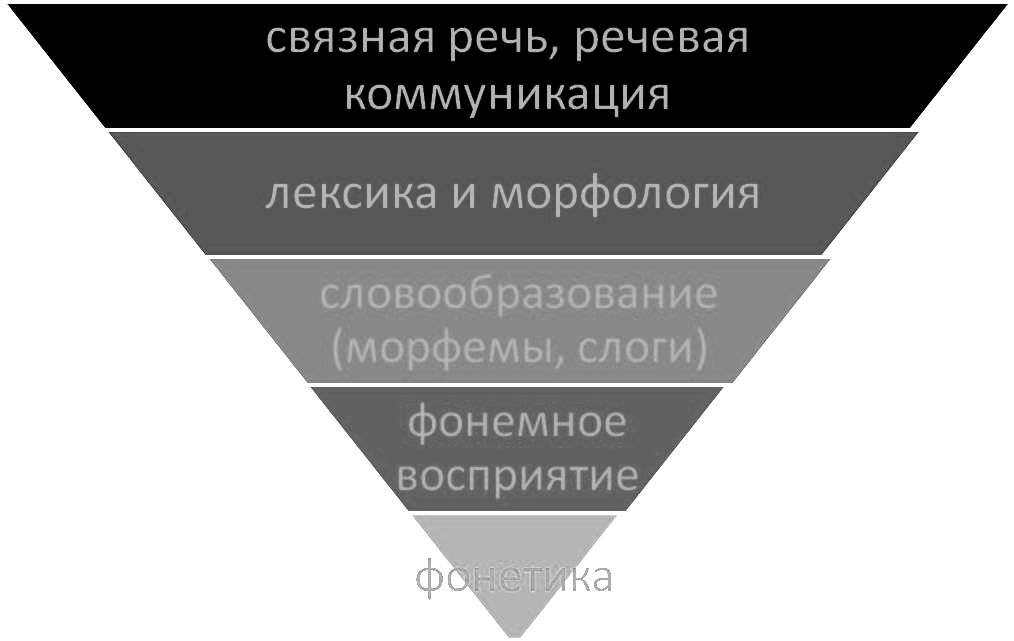 связная речь, речевая
коммуникация
лексика и морфология
словообразование
(морфемы, слоги)
фонемное
восприятие
фонетика